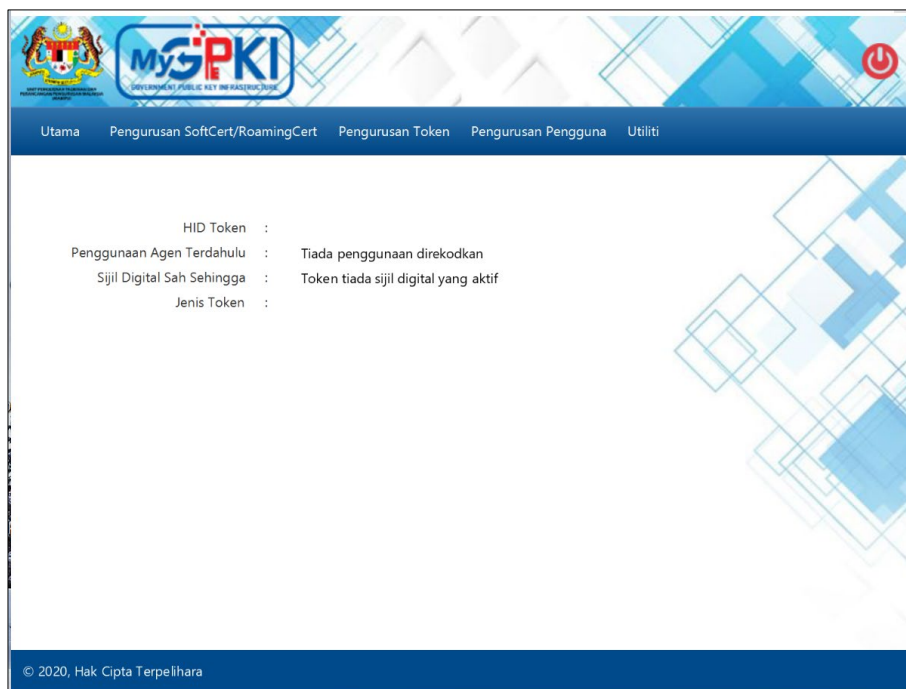 MyGPKI
GOVERNMENT PUBLIC KEY INFRASTRUCTURE
Utama Pengurusan SoftCert/RoamingCert Pengurusan Token Pengurusan Pengguna Utiliti
HID Token :
Penggunaan Agen Terdahulu : Tiada penggunaan direkodkan
Sijil Digital Sah Sehingga : Token tiada sijil digital yang aktif
Jenis Token :
© 2020, Hak Cipta Terpelihara